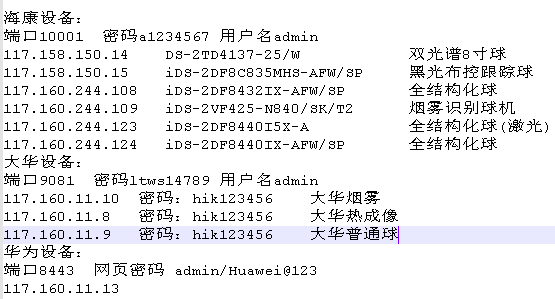 海康设备:
端口10001 密码a1234567 用户名admin
117.158.150.14 DS-2TD4137-25/W 双光谱8寸球
117.158.150.15 iDS-2DF8C835MHS-AFW/SP 黑光布控跟踪球
117.160.244.108 iDS-2DF8432IX-AFW/SP 全结构化球
117.160.244.109 iDS-2VF425-N840/SK/T2 烟雾识别球机
117.160.244.123 iDS-2DF8440I5X-A 全结构化球(激光)
117.160.244.124 iDS-2DF8440IX-AFW/SP 全结构化球
大华设备:
端口9081 密码ltws14789 用户名admin
117.160.11.10 密码: hik123456 大华烟雾
117.160.11.8 密码: hik123456 大华热成像
117.160.11.9 密码: hik123456 大华普通球
华为设备:
端口8443 网页密码 admin/Huawei@123
117.160.11.13